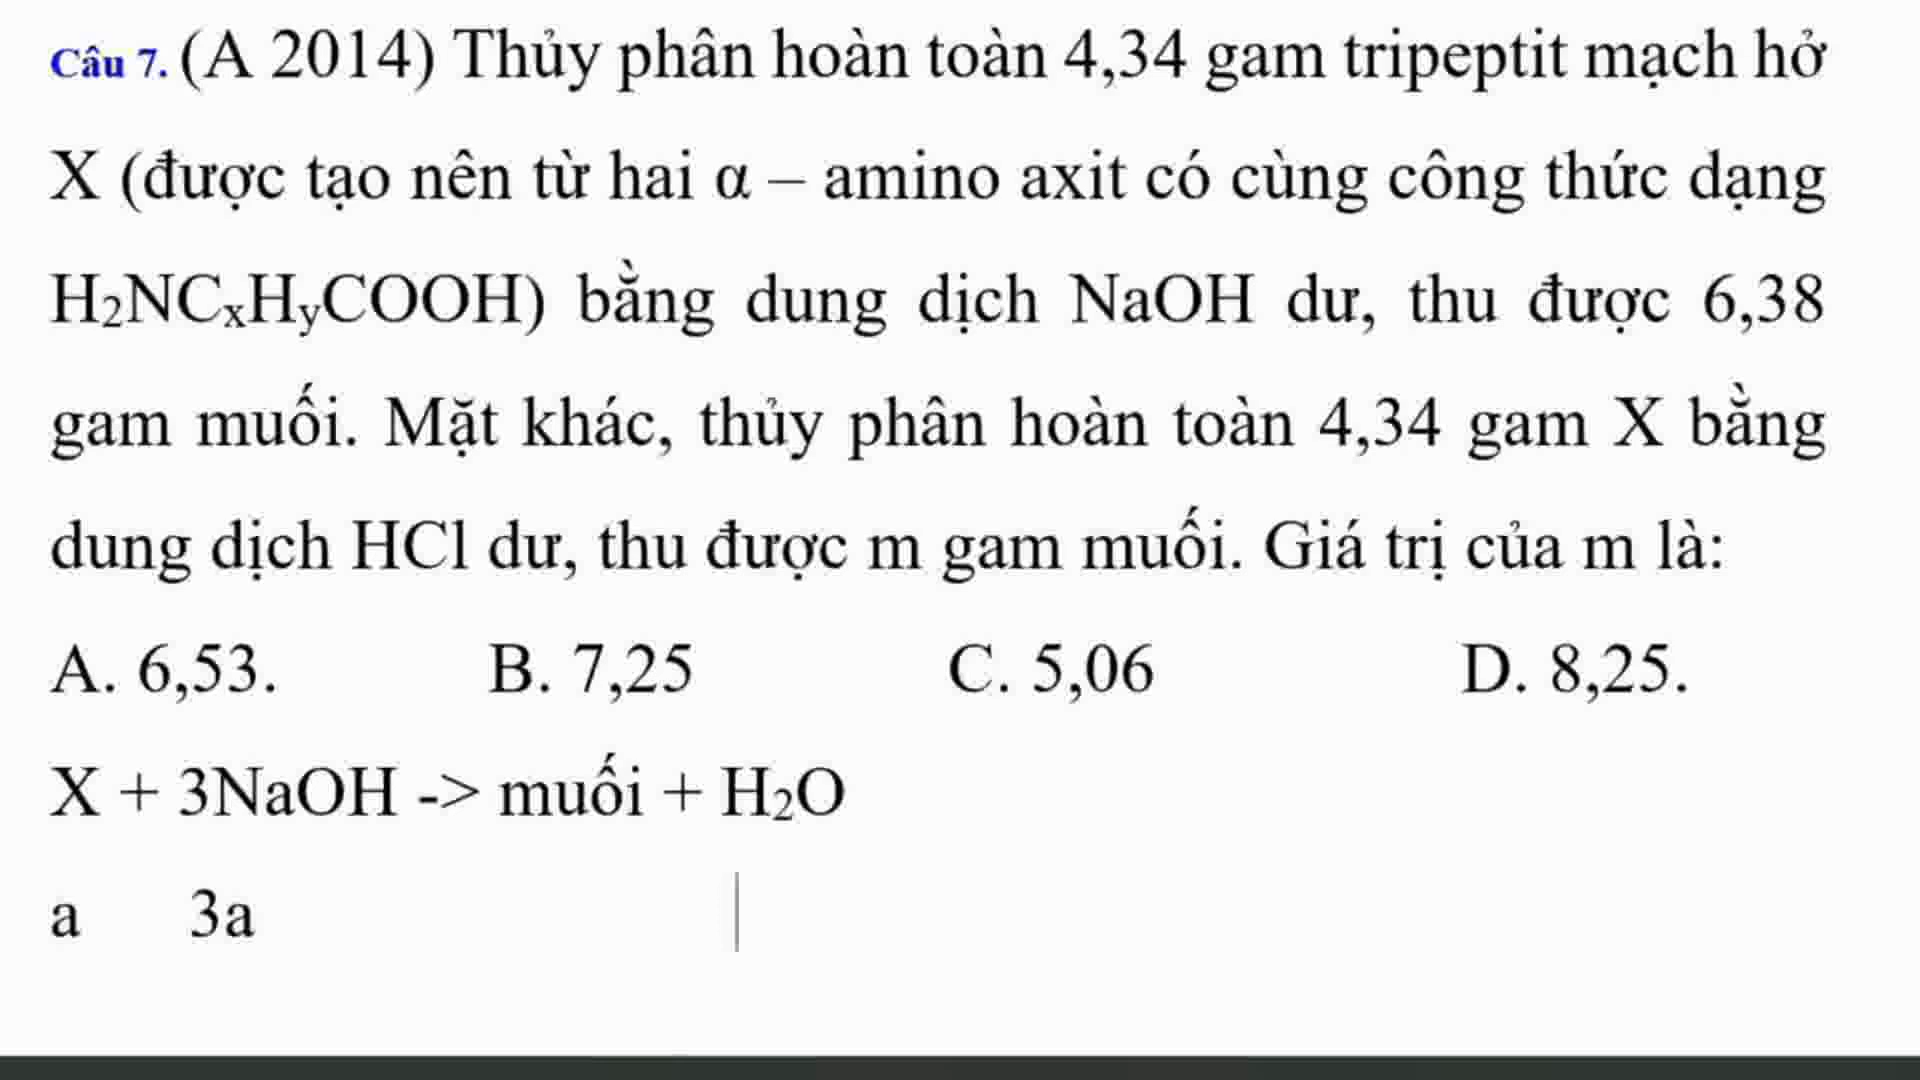 Câu 7. (A 2014) Thủy phân hoàn toàn 4,34 gam tripeptit mạch hở
X (được tạo nên từ hai α – amino axit có cùng công thức dạng
H₂NCₓHᵧCOOH) bằng dung dịch NaOH dư, thu được 6,38
gam muối. Mặt khác, thủy phân hoàn toàn 4,34 gam X bằng
dung dịch HCl dư, thu được m gam muối. Giá trị của m là:
A. 6,53. B. 7,25 C. 5,06 D. 8,25.
X + 3NaOH -> muối + H₂O
a 3a